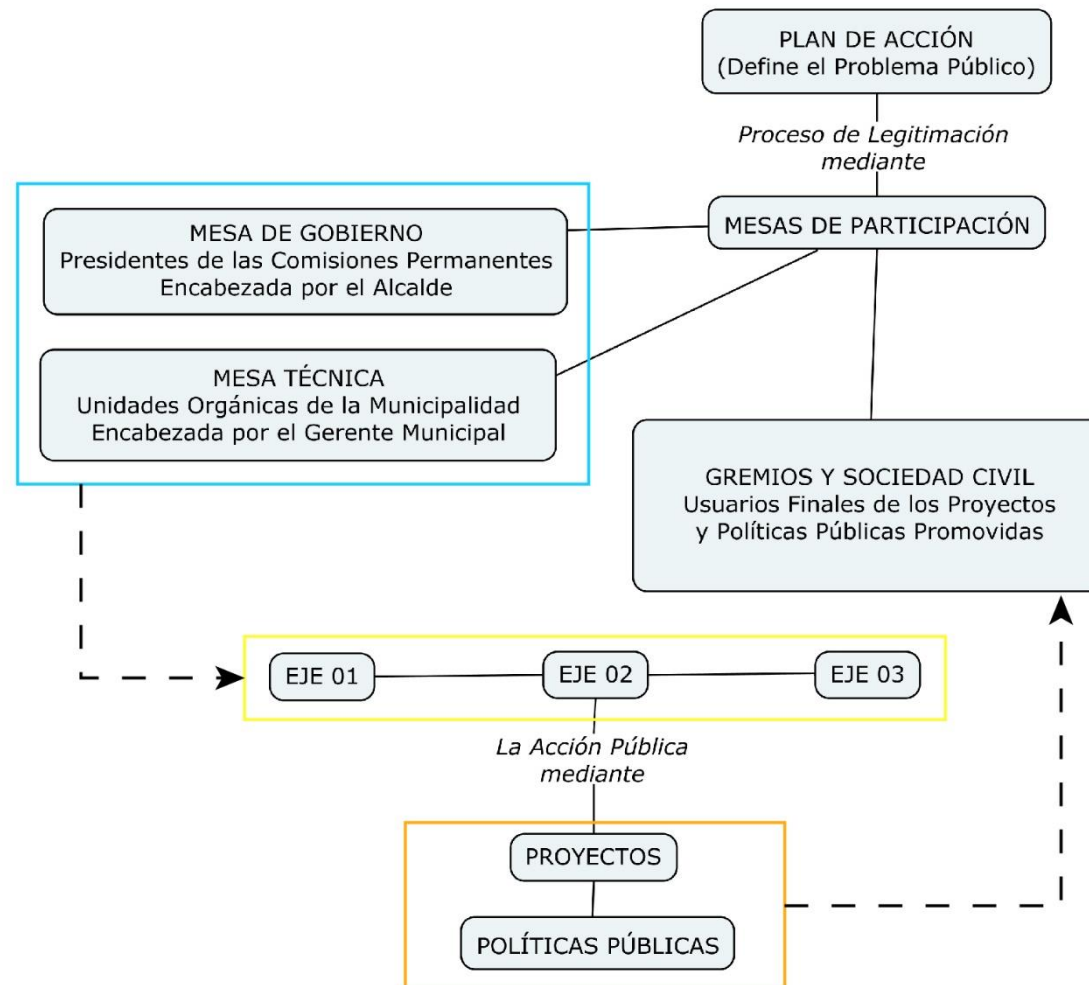 PLAN DE ACCIÓN
(Define el Problema Público)
Proceso de Legitimación
mediante
MESAS DE PARTICIPACIÓN
MESA DE GOBIERNO
Presidentes de las Comisiones Permanentes
Encabezada por el Alcalde
MESA TÉCNICA
Unidades Orgánicas de la Municipalidad
Encabezada por el Gerente Municipal
GREMIOS Y SOCIEDAD CIVIL
Usuarios Finales de los Proyectos
y Políticas Públicas Promovidas
EJE 01
EJE 02
EJE 03
La Acción Pública
mediante
PROYECTOS
POLÍTICAS PÚBLICAS